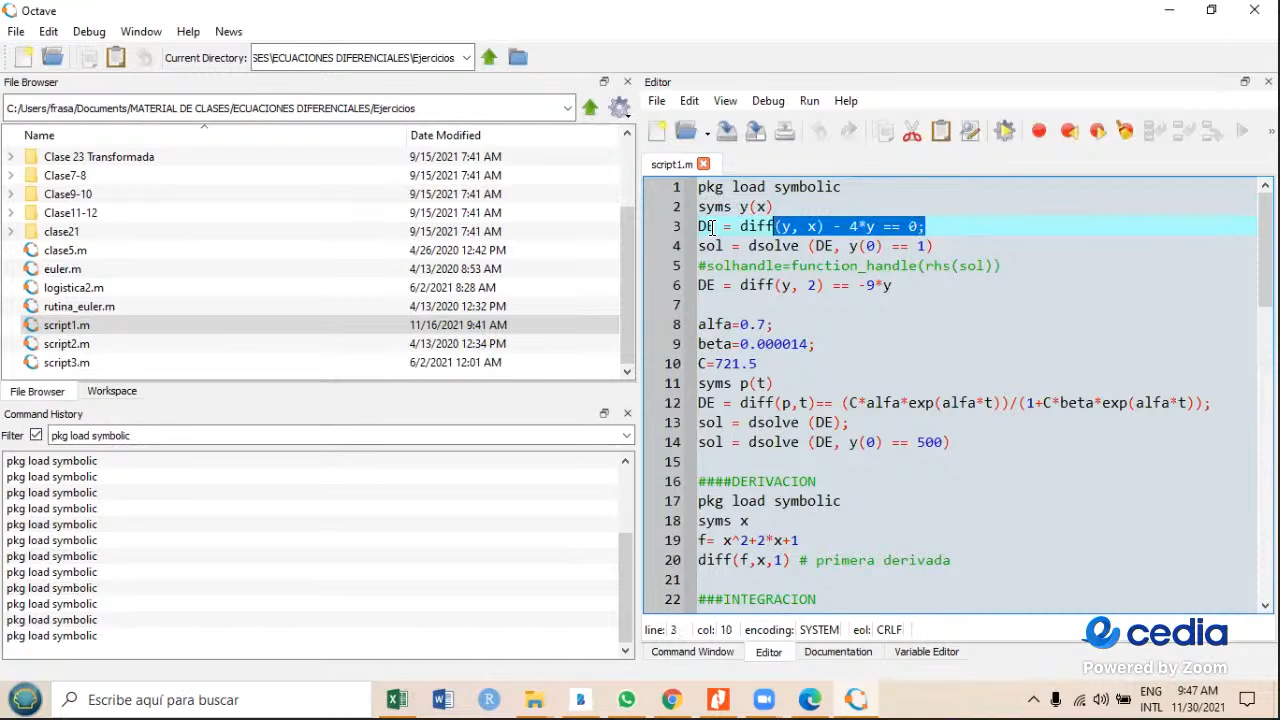 Octave
File Edit Debug Window Help News
Current Directory: SES\ECUACIONES DIFERENCIALES\Ejercicios
File Browser
C:/Users/frasa/Documents/MATERIAL DE CLASES/ECUACIONES DIFERENCIALES/Ejercicios
Name Date Modified
Clase 23 Transformada 9/15/2021 7:41 AM
Clase7-8 9/15/2021 7:41 AM
Clase9-10 9/15/2021 7:41 AM
Clase11-12 9/15/2021 7:41 AM
clase21 9/15/2021 7:41 AM
clase5.m 4/26/2020 12:42 PM
euler.m 4/13/2020 8:53 AM
logistica2.m 6/2/2021 8:28 AM
rutina_euler.m 4/13/2020 12:32 PM
script1.m 11/16/2021 9:41 AM
script2.m 4/13/2020 12:34 PM
script3.m 6/2/2021 12:01 AM
File Browser Workspace
Command History
Filter pkg load symbolic
pkg load symbolic
pkg load symbolic
pkg load symbolic
pkg load symbolic
pkg load symbolic
pkg load symbolic
pkg load symbolic
pkg load symbolic
pkg load symbolic
pkg load symbolic
pkg load symbolic
pkg load symbolic
Editor
File Edit View Debug Run Help
script1.m
1 pkg load symbolic
2 syms y(x)
3 DE = diff(y, x) - 4*y == 0;
4 sol = dsolve (DE, y(0) == 1)
5 #solhandle=function_handle(rhs(sol))
6 DE = diff(y, 2) == -9*y
7
8 alfa=0.7;
9 beta=0.000014;
10 C=721.5
11 syms p(t)
12 DE = diff(p,t)== (C*alfa*exp(alfa*t))/(1+C*beta*exp(alfa*t));
13 sol = dsolve (DE);
14 sol = dsolve (DE, y(0) == 500)
15
16 ####DERIVACION
17 pkg load symbolic
18 syms x
19 f= x^2+2*x+1
20 diff(f,x,1) # primera derivada
21
22 ###INTEGRACION
line: 3 col: 10 encoding: SYSTEM eol: CRLF
Command Window Editor Documentation Variable Editor
cedia
Powered by Zoom
Escribe aquí para buscar
ENG
INTL
9:47 AM
11/30/2021